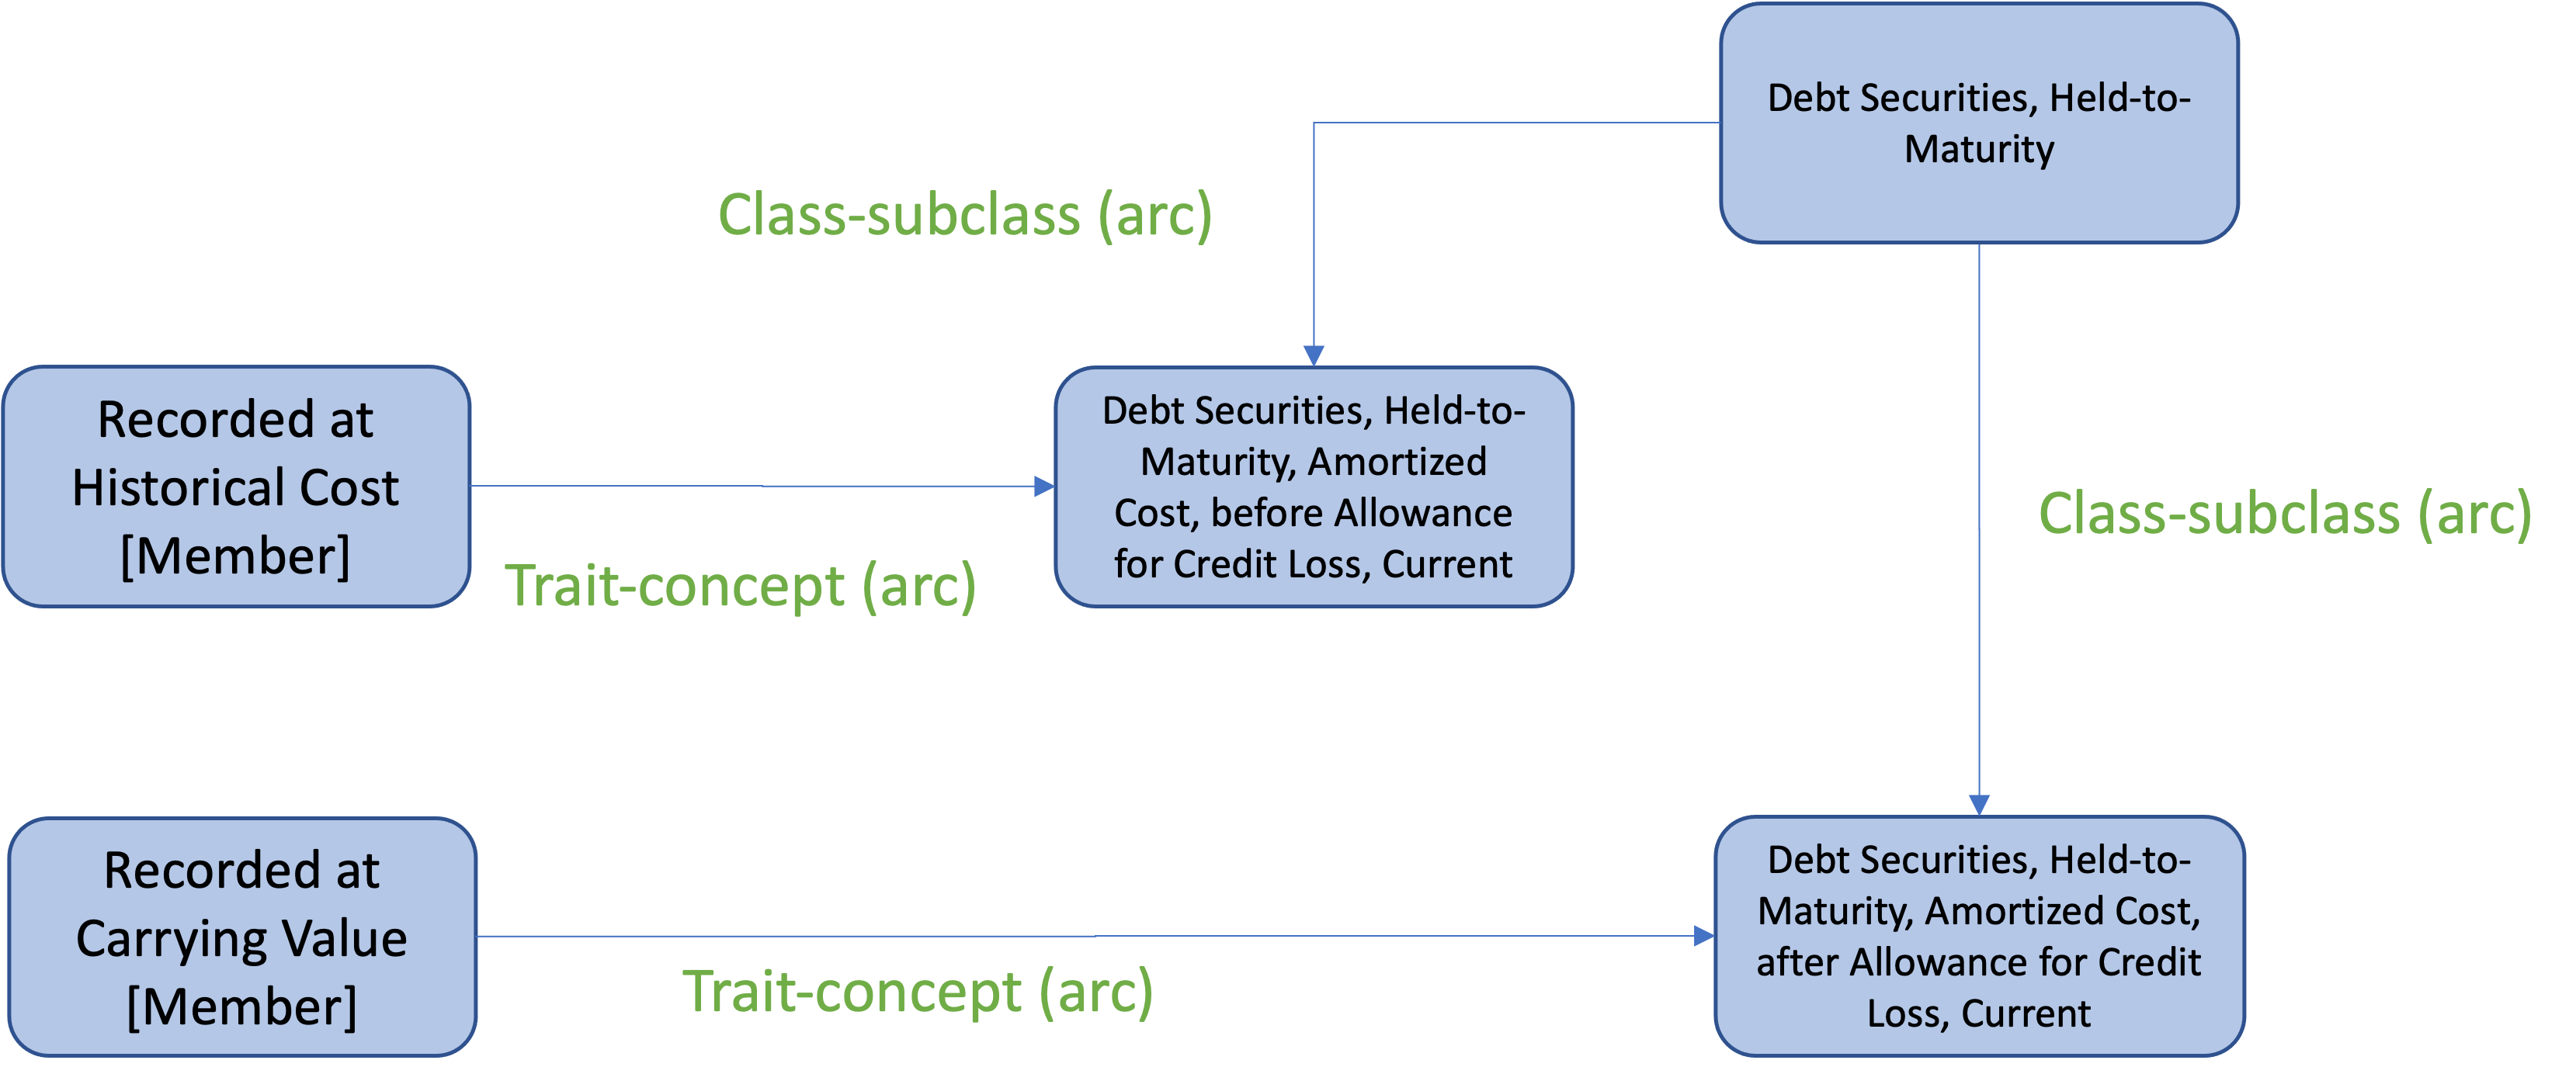 Debt Securities, Held-to-
Maturity
Class-subclass (arc)
Recorded at
Historical Cost
[Member]
Trait-concept (arc)
Debt Securities, Held-to-
Maturity, Amortized
Cost, before Allowance
for Credit Loss, Current
Class-subclass (arc)
Recorded at
Carrying Value
[Member]
Trait-concept (arc)
Debt Securities, Held-to-
Maturity, Amortized Cost,
after Allowance for Credit
Loss, Current